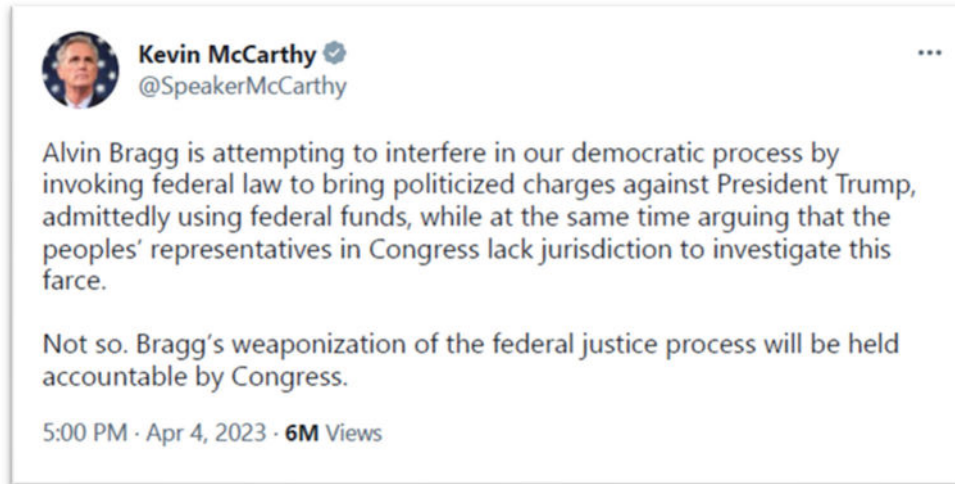 Kevin McCarthy
@SpeakerMcCarthy
Alvin Bragg is attempting to interfere in our democratic process by
invoking federal law to bring politicized charges against President Trump,
admittedly using federal funds, while at the same time arguing that the
peoples’ representatives in Congress lack jurisdiction to investigate this
farce.
Not so. Bragg’s weaponization of the federal justice process will be held
accountable by Congress.
5:00 PM · Apr 4, 2023 · 6M Views